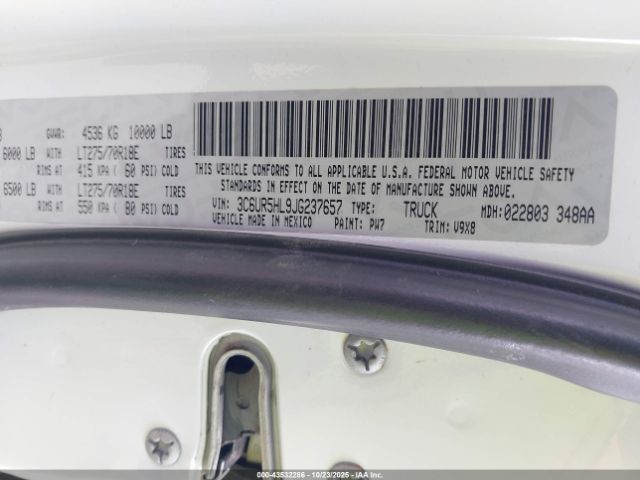 B GVWR: 4536 KG 10000 LB
6000 LB WITH LT275/70R18E TIRES
RIMS AT 415 KPA ( 60 PSI) COLD
6500 LB WITH LT275/70R18E TIRES
RIMS AT 550 KPA ( 80 PSI) COLD
THIS VEHICLE CONFORMS TO ALL APPLICABLE U.S.A. FEDERAL MOTOR VEHICLE SAFETY
STANDARDS IN EFFECT ON THE DATE OF MANUFACTURE SHOWN ABOVE.
VIN: 3C6UR5HL9JG237657 TYPE: TRUCK MDH: 022803 348AA
VEHICLE MADE IN MEXICO PAINT: PW7 TRIM: V9X8
000-43532286 - 10/23/2025 - IAAI.COM